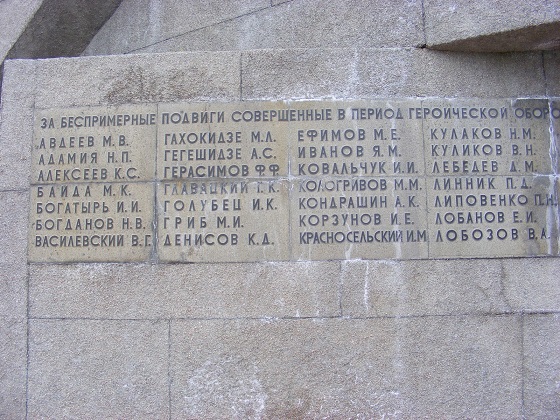 ЗА БЕСПРИМЕРНЫЕ ПОДВИГИ СОВЕРШЕННЫЕ В ПЕРИОД ГЕРОИЧЕСКОЙ ОБОРО
АВДЕЕВ М.В.
АДАМИЯ Н.П.
АЛЕКСЕЕВ К.С.
БАЙДА М.К.
БОГАТЫРЬ И.И.
БОГДАНОВ Н.В.
ВАСИЛЕВСКИЙ В.Г.
ГАХОКИДЗЕ М.Л.
ГЕГЕШИДЗЕ А.С.
ГЕРАСИМОВ Ф.Ф.
ГЛАВАЦКИЙ Г.К.
ГОЛУБЕЦ И.К.
ГРИБ М.И.
ДЕНИСОВ К.Д.
ЕФИМОВ М.Е.
ИВАНОВ Я.М.
КОВАЛЬЧУК И.И.
КОЛОГРИВОВ М.М.
КОНДРАШИН А.К.
КОРЗУНОВ И.Е.
КРАСНОСЕЛЬСКИЙ И.М
КУЛАКОВ Н.М.
КУЛИКОВ В.Н.
ЛЕБЕДЕВ Д.М.
ЛИННИК П.Д.
ЛИПОВЕНКО П.Н.
ЛОБАНОВ Е.И.
ЛОБОЗОВ В.А.